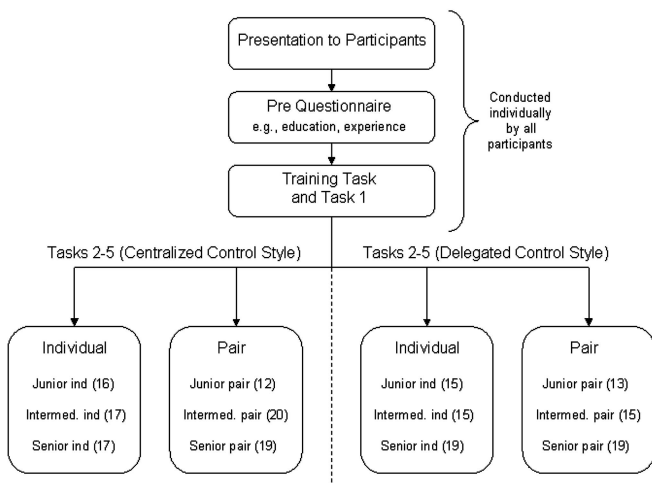 Presentation to Participants
Pre Questionnaire
e.g., education, experience
Training Task
and Task 1
Conducted
individually
by all
participants
Tasks 2-5 (Centralized Control Style)
Tasks 2-5 (Delegated Control Style)
Individual
Junior ind (16)
Intermed. ind (17)
Senior ind (17)
Pair
Junior pair (12)
Intermed. pair (20)
Senior pair (19)
Individual
Junior ind (15)
Intermed. ind (15)
Senior ind (19)
Pair
Junior pair (13)
Intermed. pair (15)
Senior pair (19)